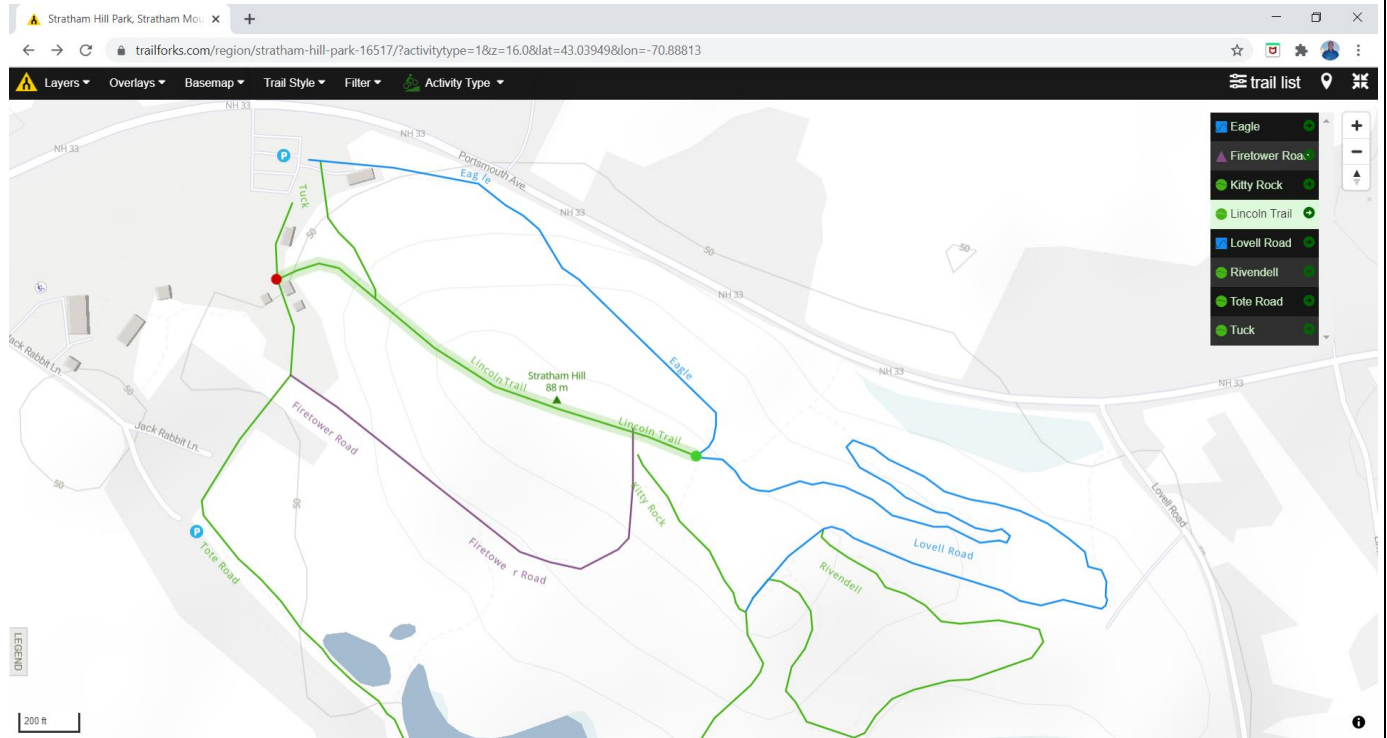 Stratham Hill Park, Stratham Mou
trailforks.com/region/stratham-hill-park-16517/?activitytype=1&z=16.0&lat=43.03949&lon=-70.88813
Layers Overlays Basemap Trail Style Filter Activity Type trail list
NH 33
NH 33
NH 33
Portsmouth Ave.
Eag le
Tuck
NH 33
50
50
50
NH 33
Eagle
Firetower Roa
Kitty Rock
Lincoln Trail
Lovell Road
Rivendell
Tote Road
Tuck
Jack Rabbit Ln.
50
Jack Rabbit Ln.
50
Lincoln Trail
Stratham Hill
88 m
Eagle
NH 33
NH 33
Lincoln Trail
Firetower Road
50
Kitty Rock
Lovell Road
Tote Road
Firetowe r Road
Lovell Road
Rivendell
LEGEND
200 ft
P
P